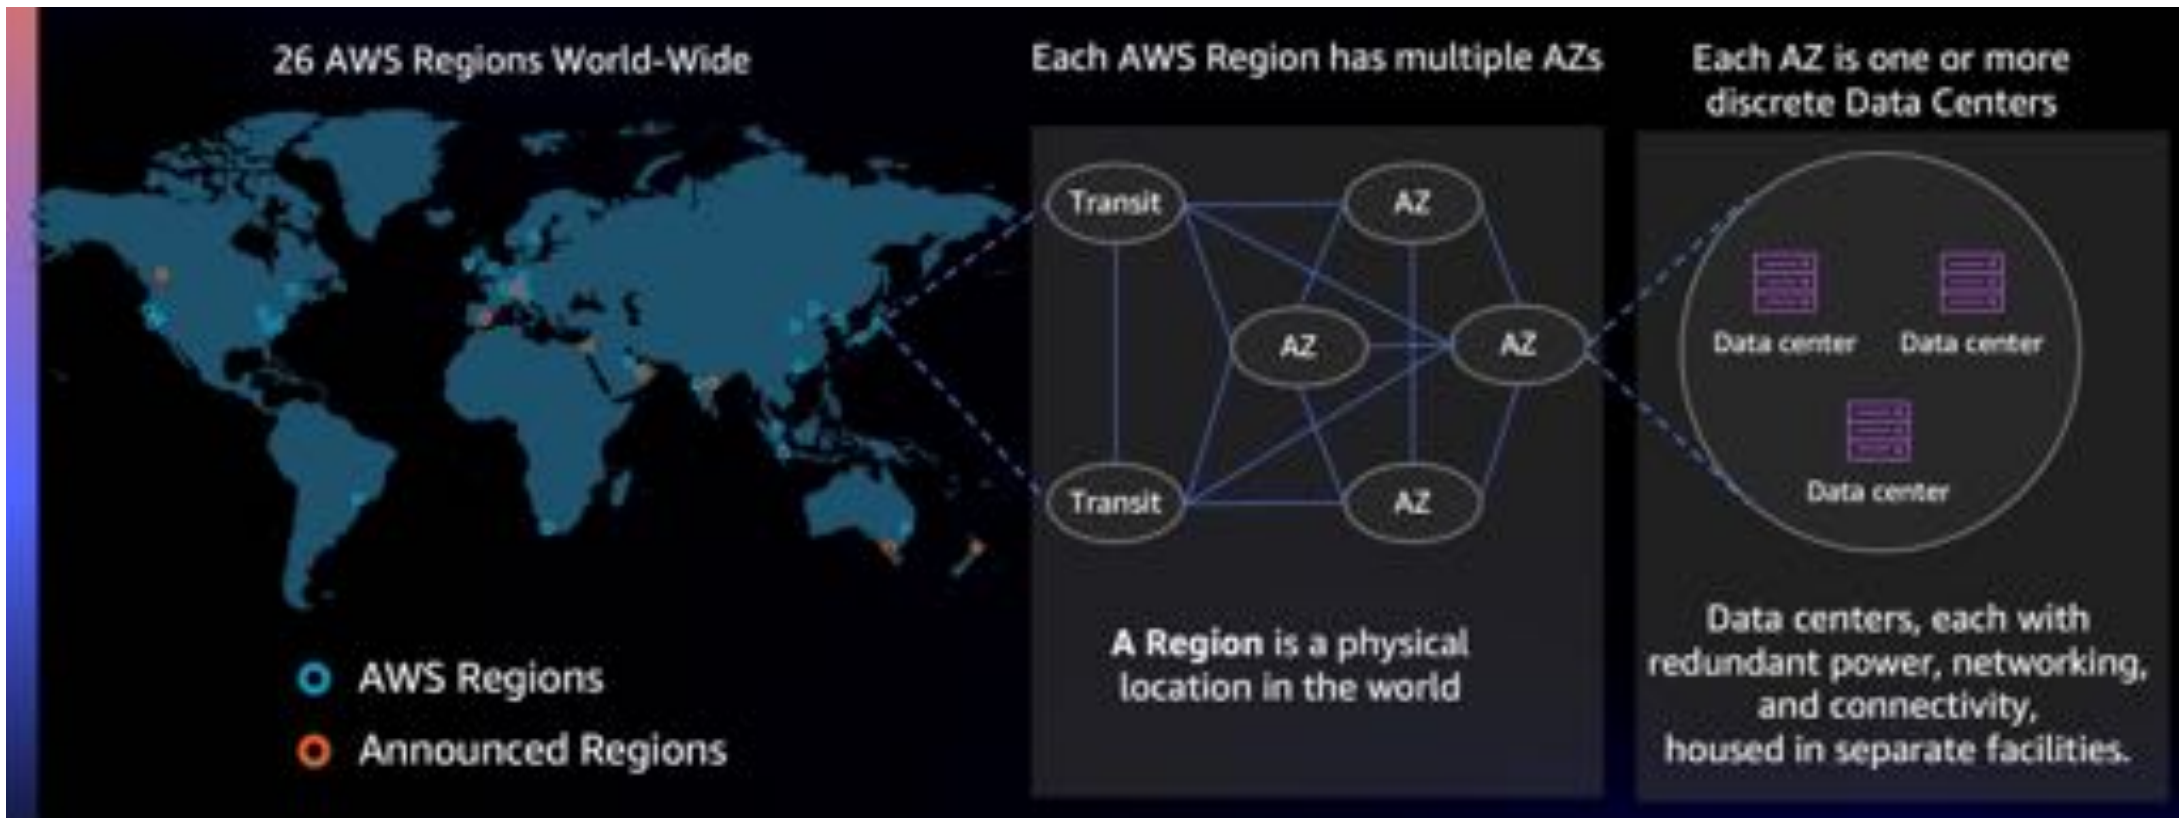 26 AWS Regions World-Wide
AWS Regions
Announced Regions
Each AWS Region has multiple AZs
Transit
AZ
AZ
AZ
Transit
AZ
A Region is a physical
location in the world
Each AZ is one or more
discrete Data Centers
Data center
Data center
Data center
Data centers, each with
redundant power, networking,
and connectivity,
housed in separate facilities.